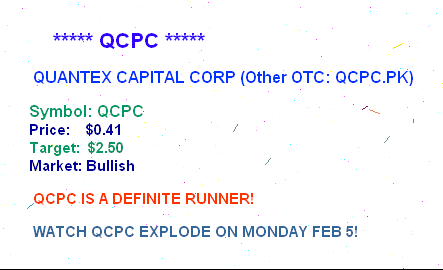 ***** QCPC *****
QUANTEX CAPITAL CORP (Other OTC: QCPC.PK)
Symbol: QCPC
Price: $0.41
Target: $2.50
Market: Bullish
QCPC IS A DEFINITE RUNNER!
WATCH QCPC EXPLODE ON MONDAY FEB 5!